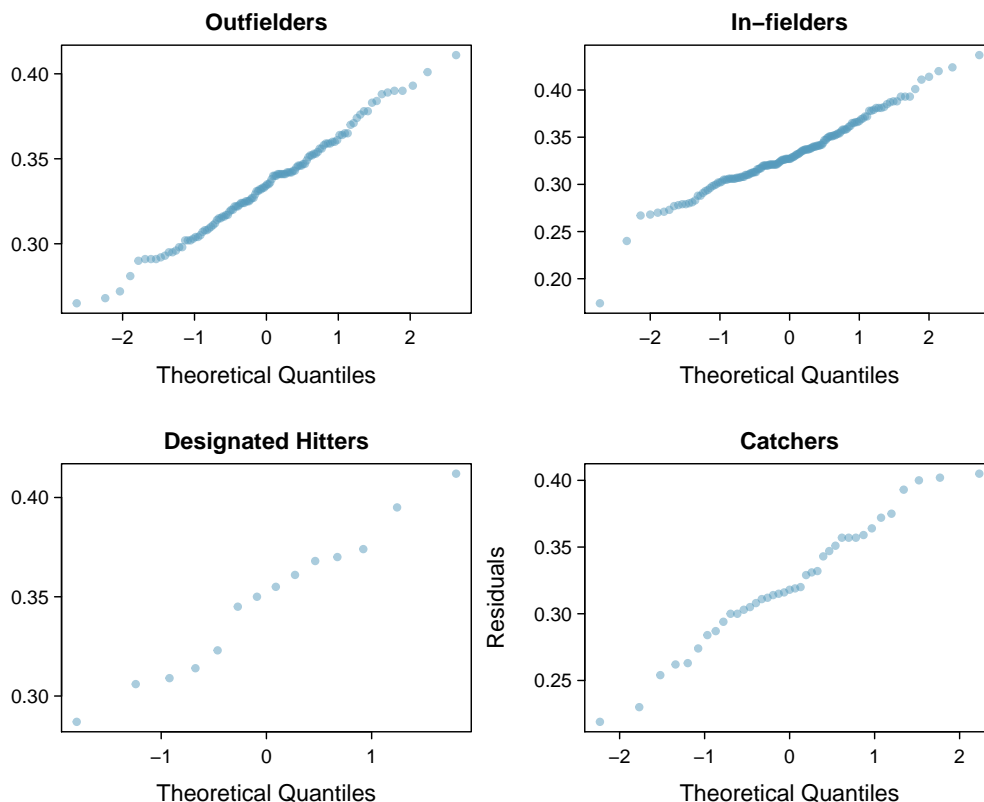 Outfielders
0.40
0.35
0.30
−2 −1 0 1 2
Theoretical Quantiles
In−fielders
0.40
0.35
0.30
0.25
0.20
−2 −1 0 1 2
Theoretical Quantiles
Designated Hitters
0.40
0.35
0.30
−1 0 1
Theoretical Quantiles
Catchers
Residuals
0.40
0.35
0.30
0.25
−2 −1 0 1 2
Theoretical Quantiles